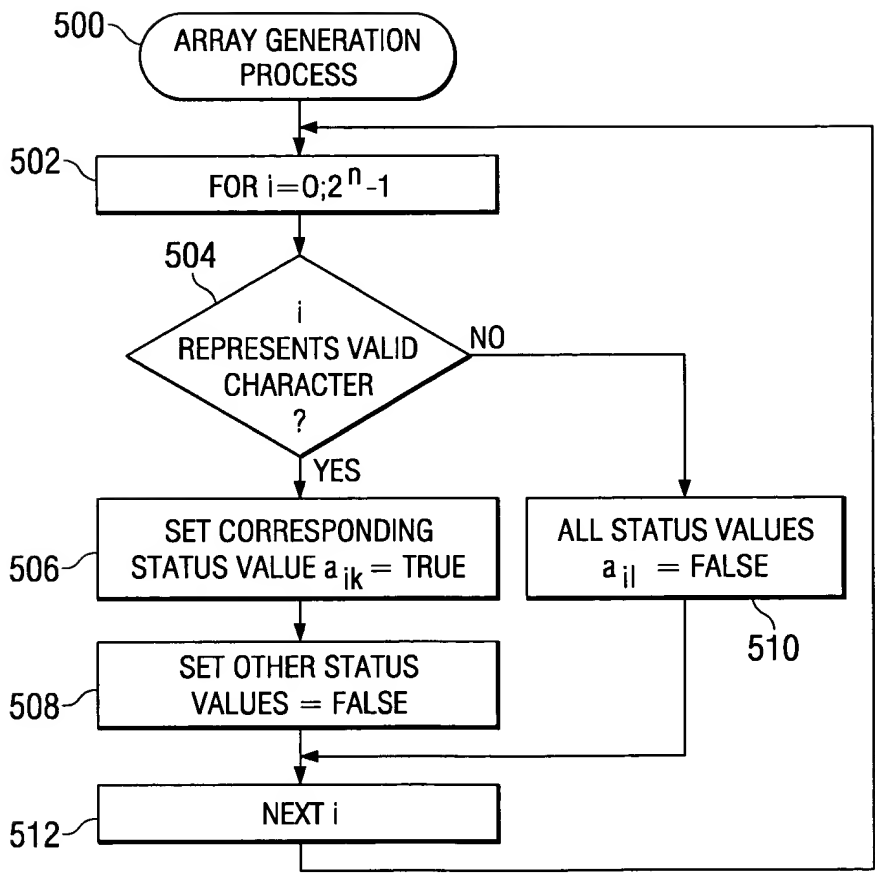 500
ARRAY GENERATION
PROCESS
502
FOR i=0;2^n-1
504
i
REPRESENTS VALID
CHARACTER
?
NO
YES
506
SET CORRESPONDING
STATUS VALUE a_ik = TRUE
ALL STATUS VALUES
a_il = FALSE
510
508
SET OTHER STATUS
VALUES = FALSE
512
NEXT i